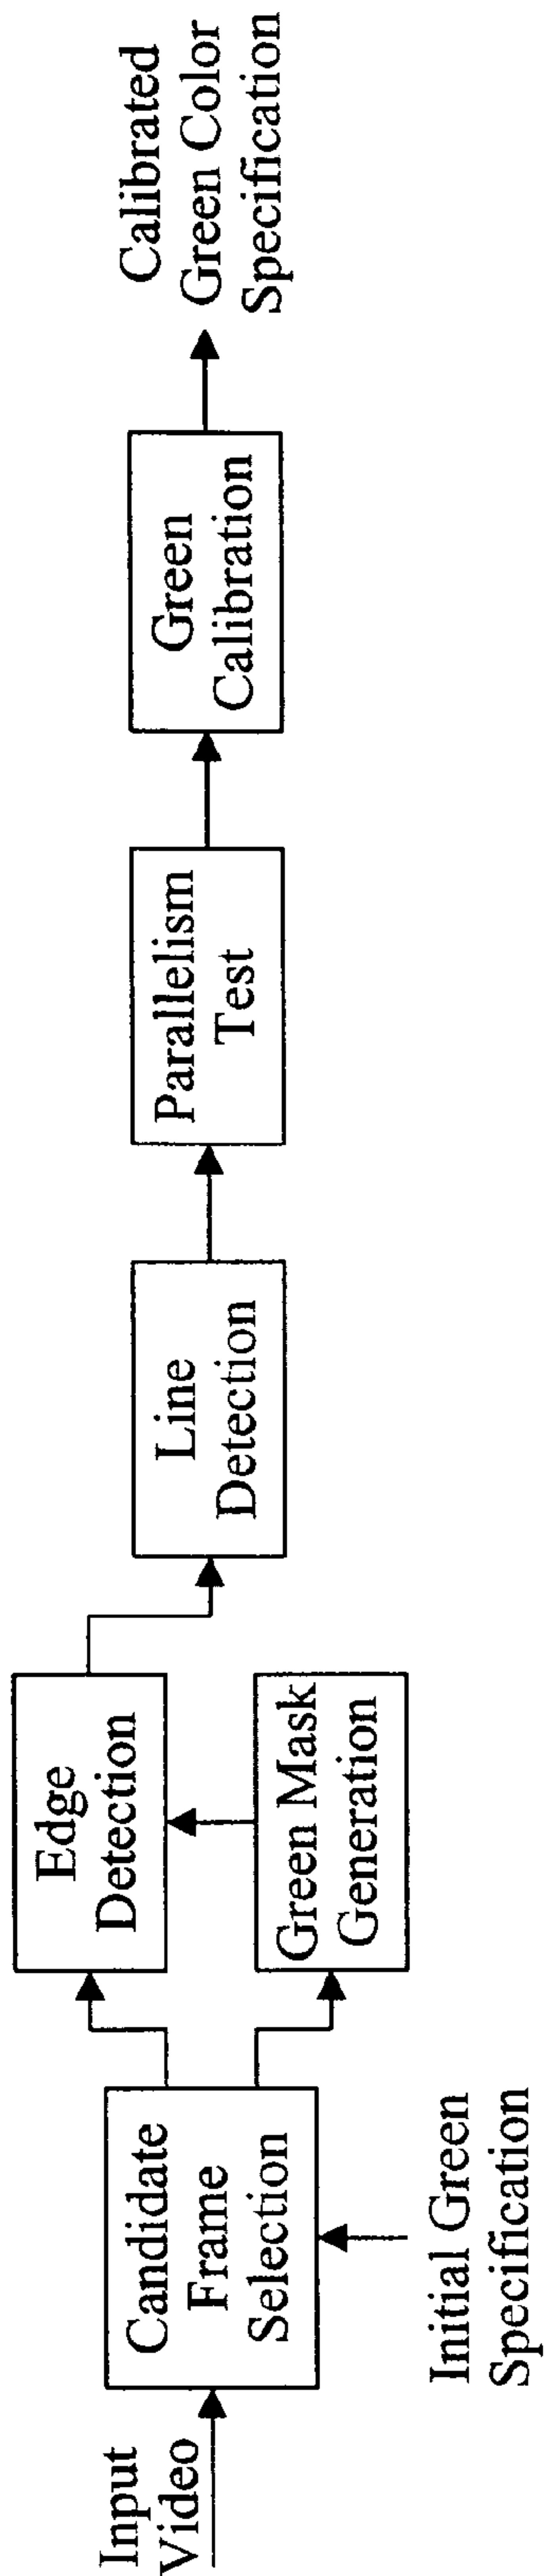 Input
Video
Candidate
Frame
Selection
Initial Green
Specification
Edge
Detection
Green Mask
Generation
Line
Detection
Parallelism
Test
Green
Calibration
Calibrated
Green Color
Specification